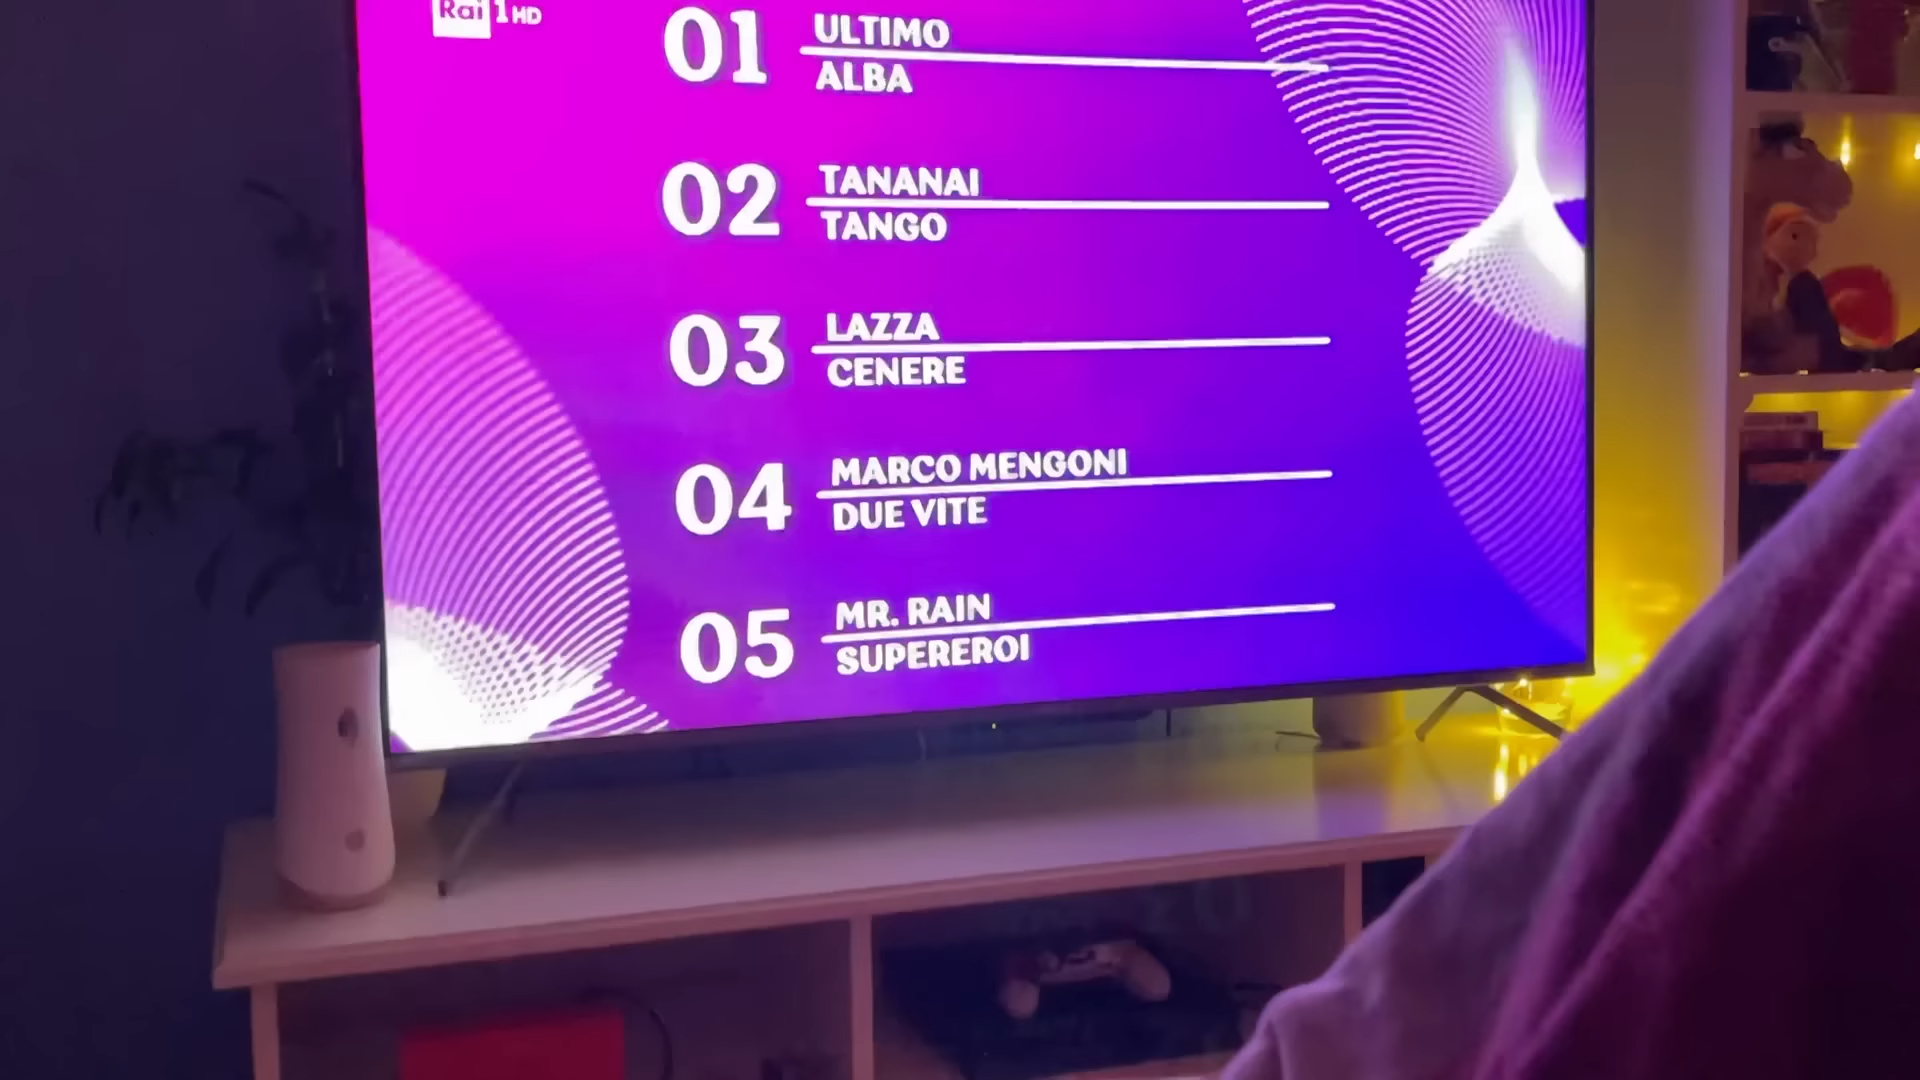 Rai 1 HD
01
ULTIMO
ALBA
02
TANANAI
TANGO
03
LAZZA
CENERE
04
MARCO MENGONI
DUE VITE
05
MR. RAIN
SUPEREROI